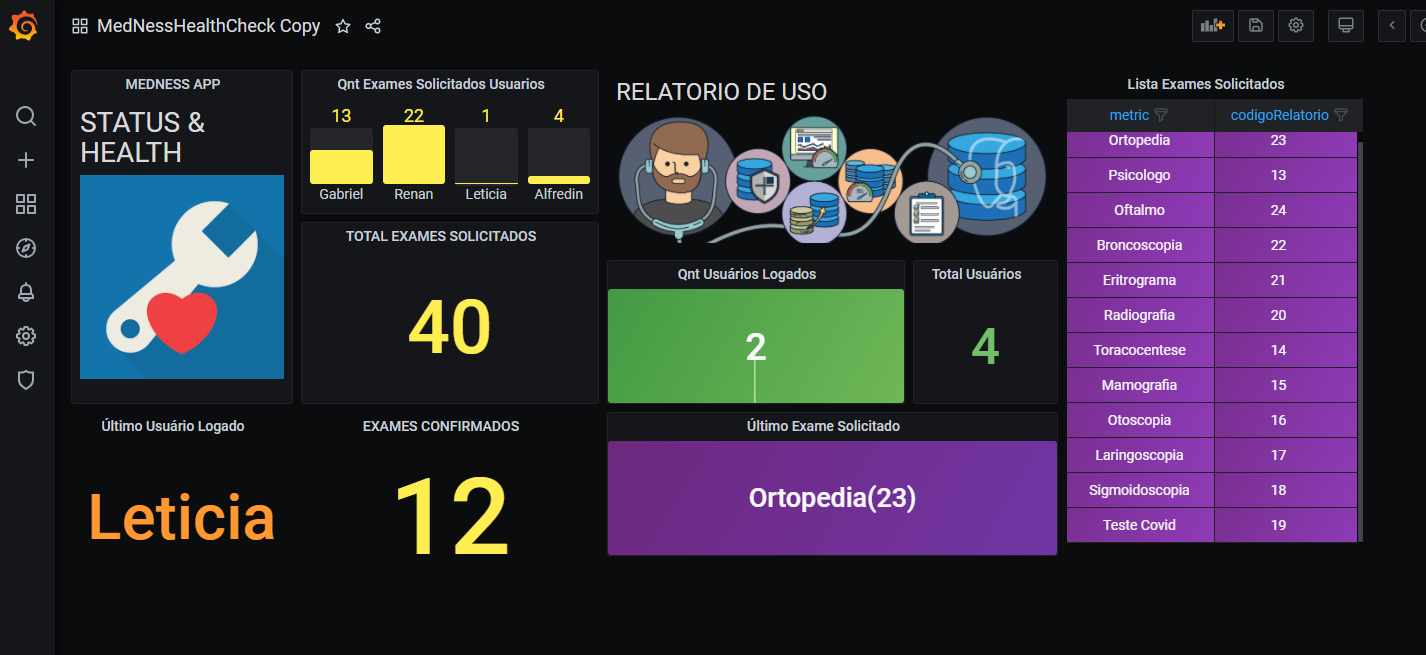 MedNessHealthCheck Copy
MEDNESS APP
STATUS &
HEALTH
Qnt Exames Solicitados Usuarios
13 22 1 4
Gabriel Renan Leticia Alfredin
TOTAL EXAMES SOLICITADOS
40
RELATORIO DE USO
Qnt Usuários Logados
2
Total Usuários
4
Último Usuário Logado
Leticia
EXAMES CONFIRMADOS
12
Último Exame Solicitado
Ortopedia(23)
Lista Exames Solicitados
metric codigoRelatorio
Ortopedia 23
Psicologo 13
Oftalmo 24
Broncoscopia 22
Eritrograma 21
Radiografia 20
Toracocentese 14
Mamografia 15
Otoscopia 16
Laringoscopia 17
Sigmoidoscopia 18
Teste Covid 19